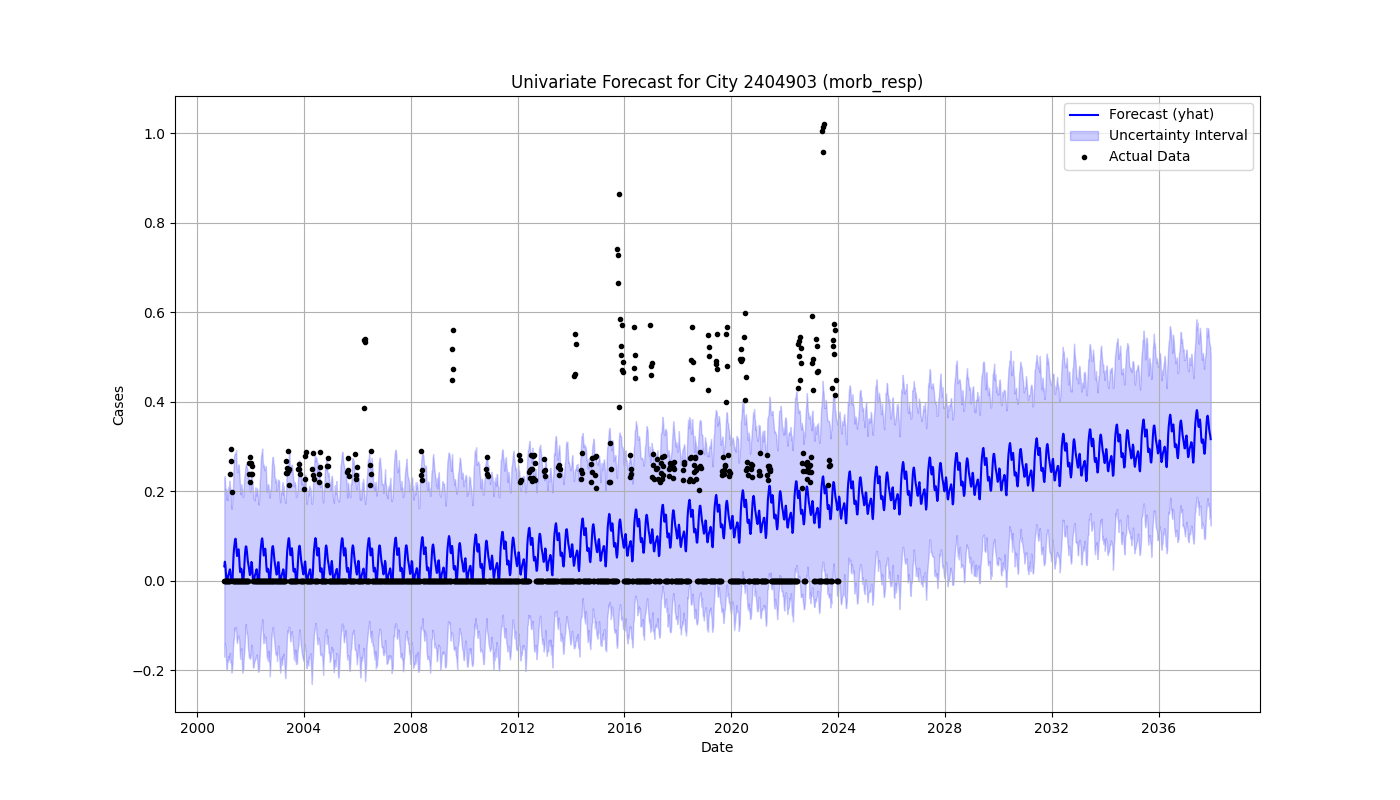 Univariate Forecast for City 2404903 (morb_resp)
Forecast (yhat)
Uncertainty Interval
Actual Data
Cases
1.0
0.8
0.6
0.4
0.2
0.0
−0.2
2000 2004 2008 2012 2016 2020 2024 2028 2032 2036
Date